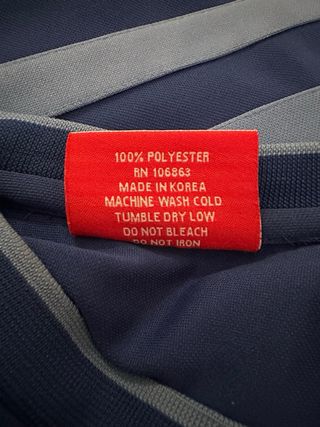 100% POLYESTER
RN 106863
MADE IN KOREA
MACHINE WASH COLD
TUMBLE DRY LOW
DO NOT BLEACH
DO NOT IRON